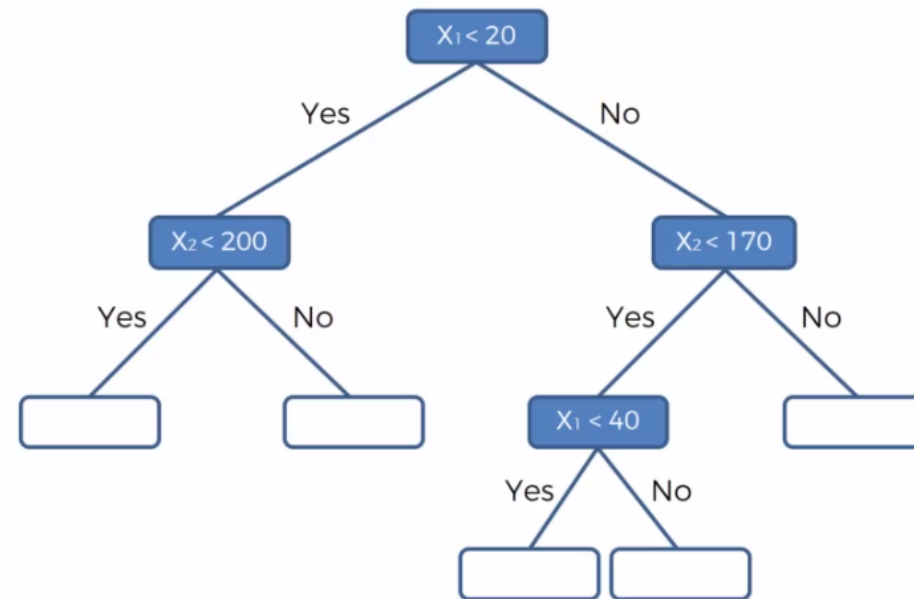 X₁ < 20
Yes
No
X₂ < 200
X₂ < 170
Yes
No
Yes
No
X₁ < 40
Yes
No